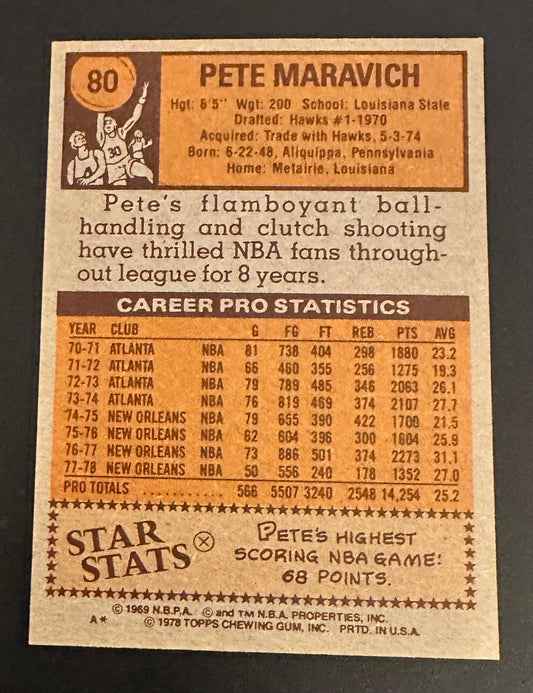 80
PETE MARAVICH
Hgt: 6'5" Wgt: 200 School: Louisiana State
Drafted: Hawks #1-1970
Acquired: Trade with Hawks, 5-3-74
Born: 6-22-48, Aliquippa, Pennsylvania
Home: Metairie, Louisiana
30
Pete's flamboyant ball-
handling and clutch shooting
have thrilled NBA fans through-
out league for 8 years.
CAREER PRO STATISTICS
YEAR CLUB G FG FT REB PTS AVG
70-71 ATLANTA NBA 81 738 404 298 1880 23.2
71-72 ATLANTA NBA 66 460 355 256 1275 19.3
72-73 ATLANTA NBA 79 789 485 346 2063 26.1
73-74 ATLANTA NBA 76 819 469 374 2107 27.7
74-75 NEW ORLEANS NBA 79 655 390 422 1700 21.5
75-76 NEW ORLEANS NBA 62 604 396 300 1604 25.9
76-77 NEW ORLEANS NBA 73 886 501 374 2273 31.1
77-78 NEW ORLEANS NBA 50 556 240 178 1352 27.0
PRO TOTALS .......... 566 5507 3240 2548 14,254 25.2
STAR
STATS
PETE'S HIGHEST
SCORING NBA GAME:
68 POINTS.
© 1969 N.B.P.A. © and TM N.B.A. PROPERTIES, INC.
A* © 1978 TOPPS CHEWING GUM, INC. PRTD. IN U.S.A.